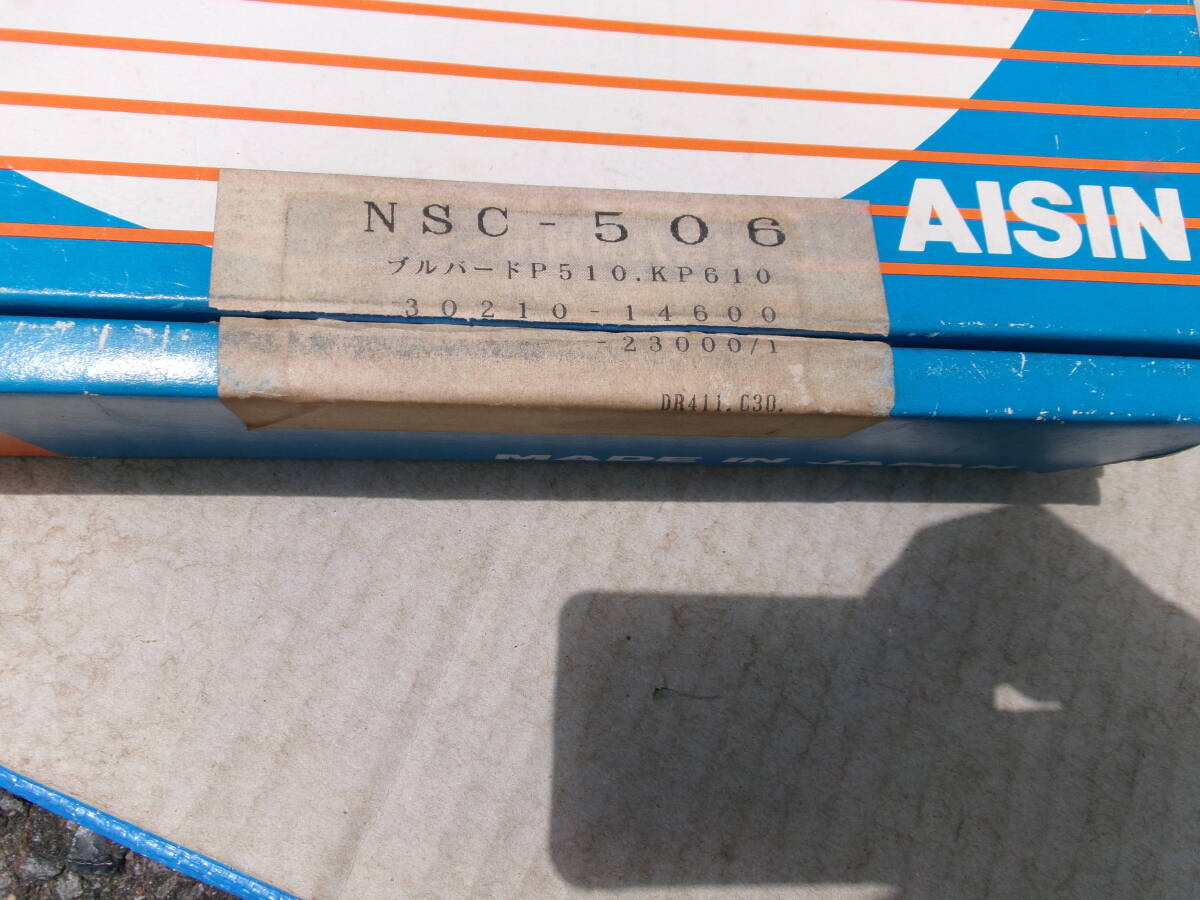 AISIN
NSC-506
ブルバードP510.KP610
30210-14600
-23000/1
DR411.C30.
MADE IN JAPAN